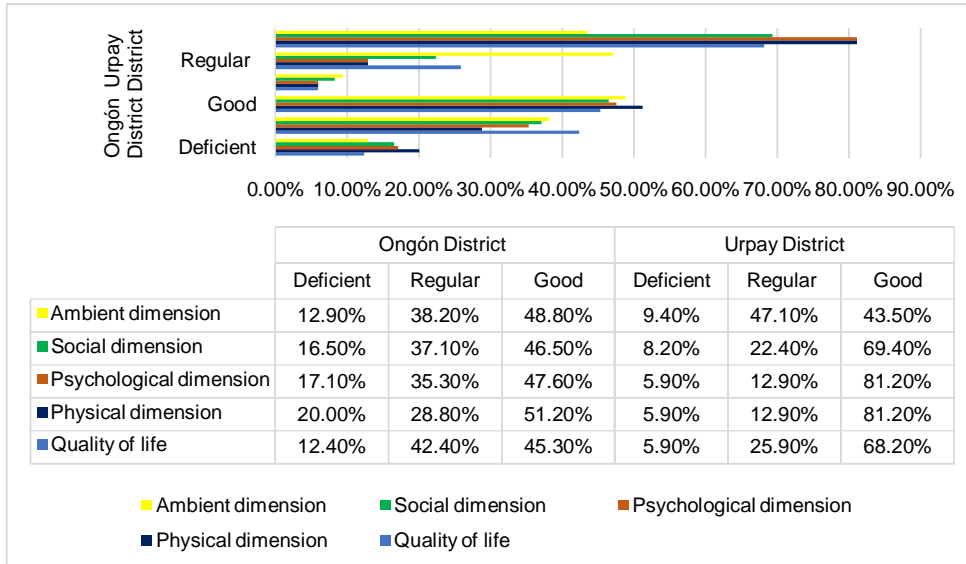 Ongón District
Urpay District
Regular
Good
Deficient
0.00% 10.00% 20.00% 30.00% 40.00% 50.00% 60.00% 70.00% 80.00% 90.00%
Ongón District Urpay District
Deficient Regular Good Deficient Regular Good
Ambient dimension 12.90% 38.20% 48.80% 9.40% 47.10% 43.50%
Social dimension 16.50% 37.10% 46.50% 8.20% 22.40% 69.40%
Psychological dimension 17.10% 35.30% 47.60% 5.90% 12.90% 81.20%
Physical dimension 20.00% 28.80% 51.20% 5.90% 12.90% 81.20%
Quality of life 12.40% 42.40% 45.30% 5.90% 25.90% 68.20%
Ambient dimension Social dimension Psychological dimension
Physical dimension Quality of life